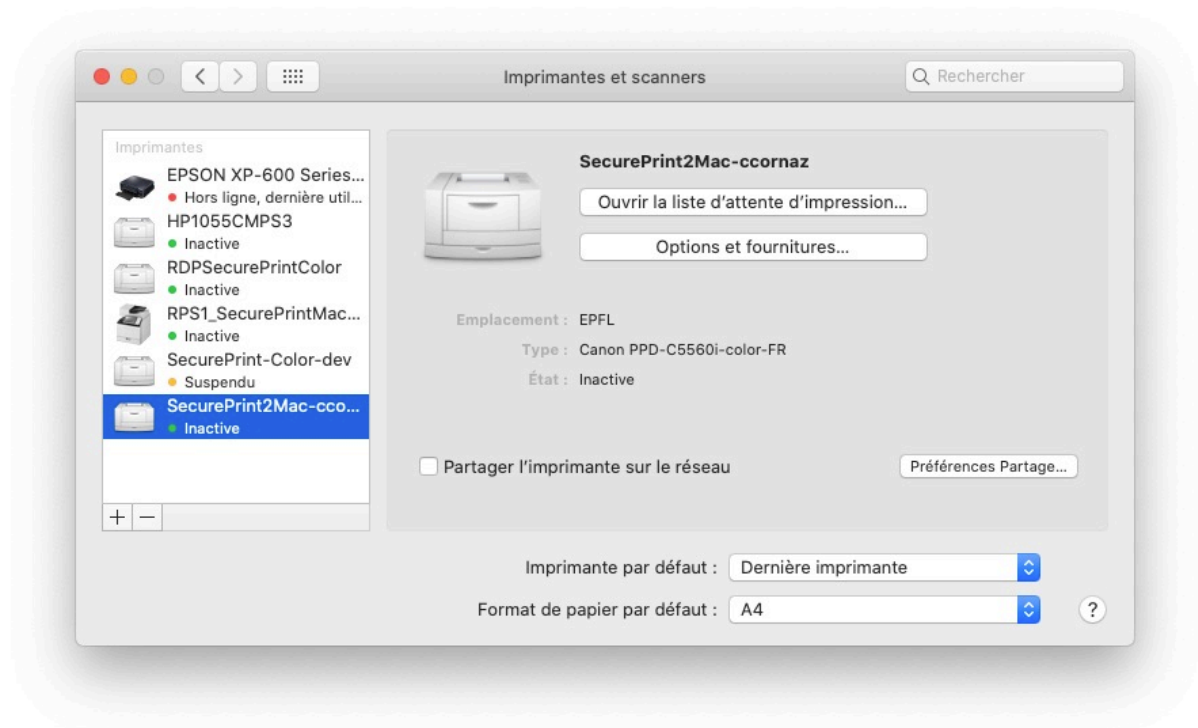 Imprimantes et scanners
Rechercher
Imprimantes
EPSON XP-600 Series...
Hors ligne, dernière util...
HP1055CMPS3
Inactive
RDPSecurePrintColor
Inactive
RPS1_SecurePrintMac...
Inactive
SecurePrint-Color-dev
Suspendu
SecurePrint2Mac-cco...
Inactive
+ −
SecurePrint2Mac-ccornaz
Ouvrir la liste d’attente d’impression...
Options et fournitures...
Emplacement : EPFL
Type : Canon PPD-C5560i-color-FR
État : Inactive
Partager l’imprimante sur le réseau
Préférences Partage...
Imprimante par défaut : Dernière imprimante
Format de papier par défaut : A4
?